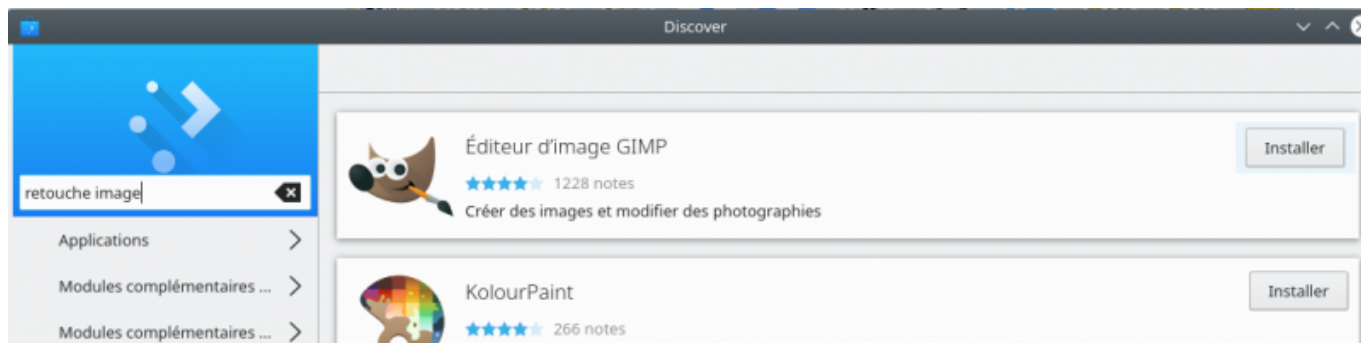 Discover
retouche image
Applications
Modules complémentaires ...
Modules complémentaires ...
Éditeur d'image GIMP
1228 notes
Créer des images et modifier des photographies
Installer
KolourPaint
266 notes
Installer